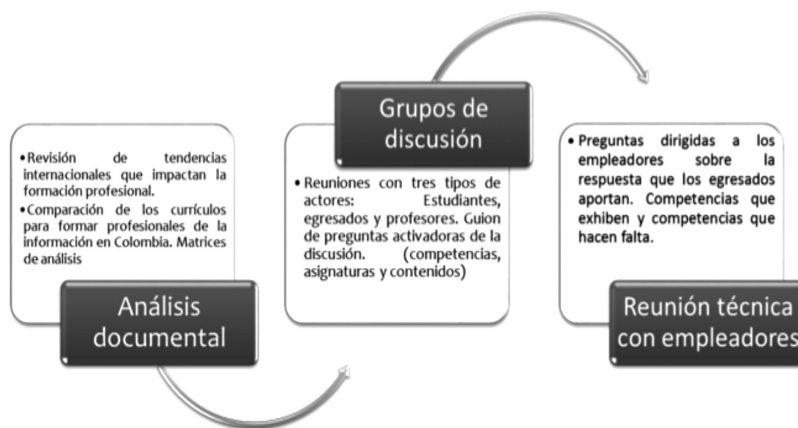 •Revisión de tendencias
internacionales que impactan la
formación profesional.
•Comparación de los currículos
para formar profesionales de la
información en Colombia. Matrices
de análisis
Análisis
documental
Grupos de
discusión
• Reuniones con tres tipos de
actores: Estudiantes,
egresados y profesores. Guion
de preguntas activadoras de la
discusión. (competencias,
asignaturas y contenidos)
• Preguntas dirigidas a los
empleadores sobre la
respuesta que los egresados
aportan. Competencias que
exhiben y competencias que
hacen falta.
Reunión técnica
con empleadores